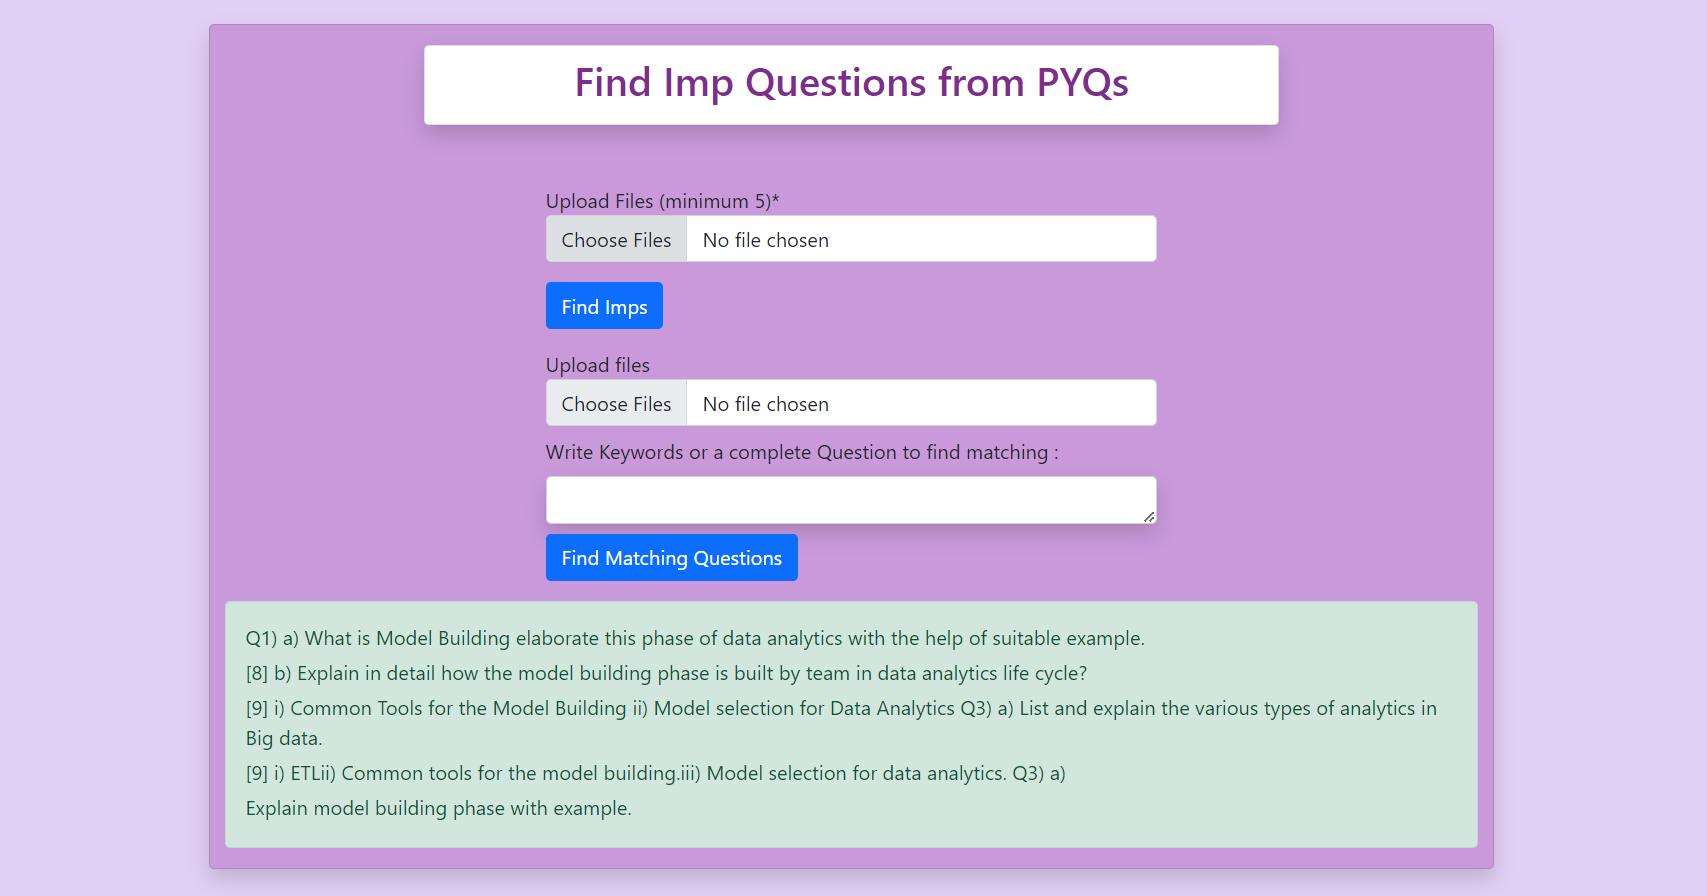 Find Imp Questions from PYQs
Upload Files (minimum 5)*
Choose Files No file chosen
Find Imps
Upload files
Choose Files No file chosen
Write Keywords or a complete Question to find matching :
Find Matching Questions
Q1) a) What is Model Building elaborate this phase of data analytics with the help of suitable example.
[8] b) Explain in detail how the model building phase is built by team in data analytics life cycle?
[9] i) Common Tools for the Model Building ii) Model selection for Data Analytics Q3) a) List and explain the various types of analytics in
Big data.
[9] i) ETLii) Common tools for the model building.iii) Model selection for data analytics. Q3) a)
Explain model building phase with example.